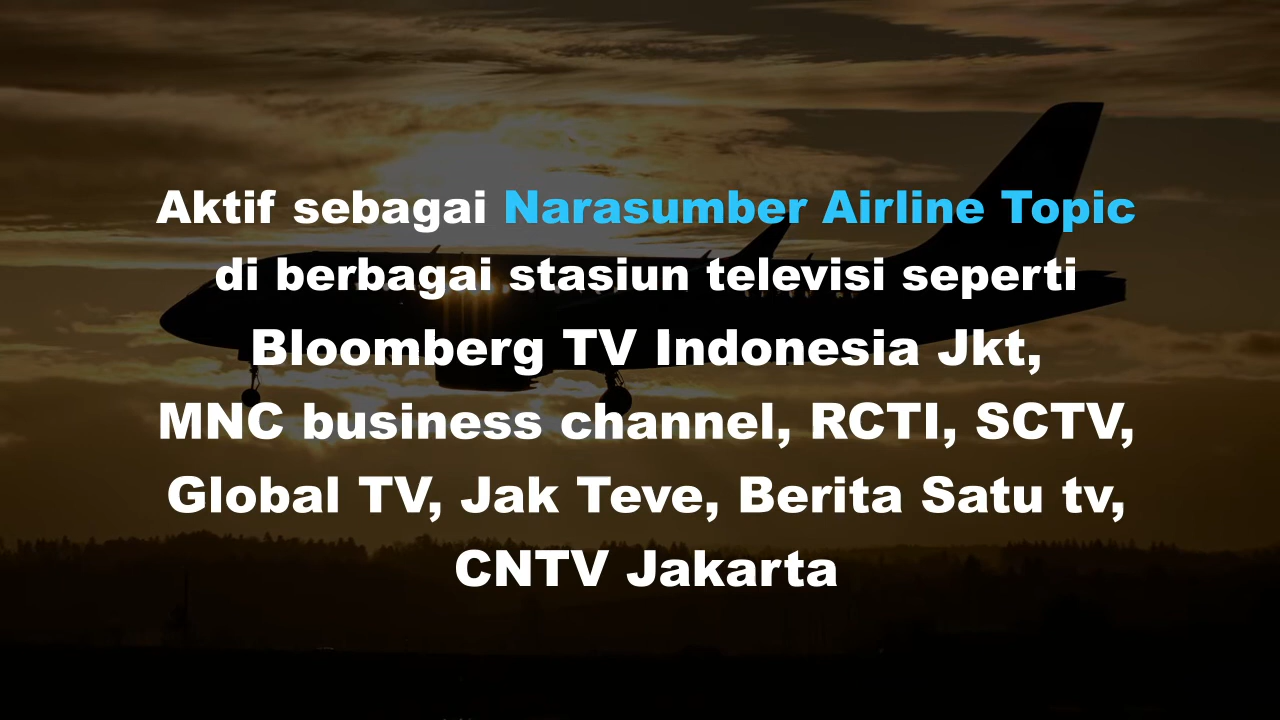 Aktif sebagai Narasumber Airline Topic
di berbagai stasiun televisi seperti
Bloomberg TV Indonesia Jkt,
MNC business channel, RCTI, SCTV,
Global TV, Jak Teve, Berita Satu tv,
CNTV Jakarta